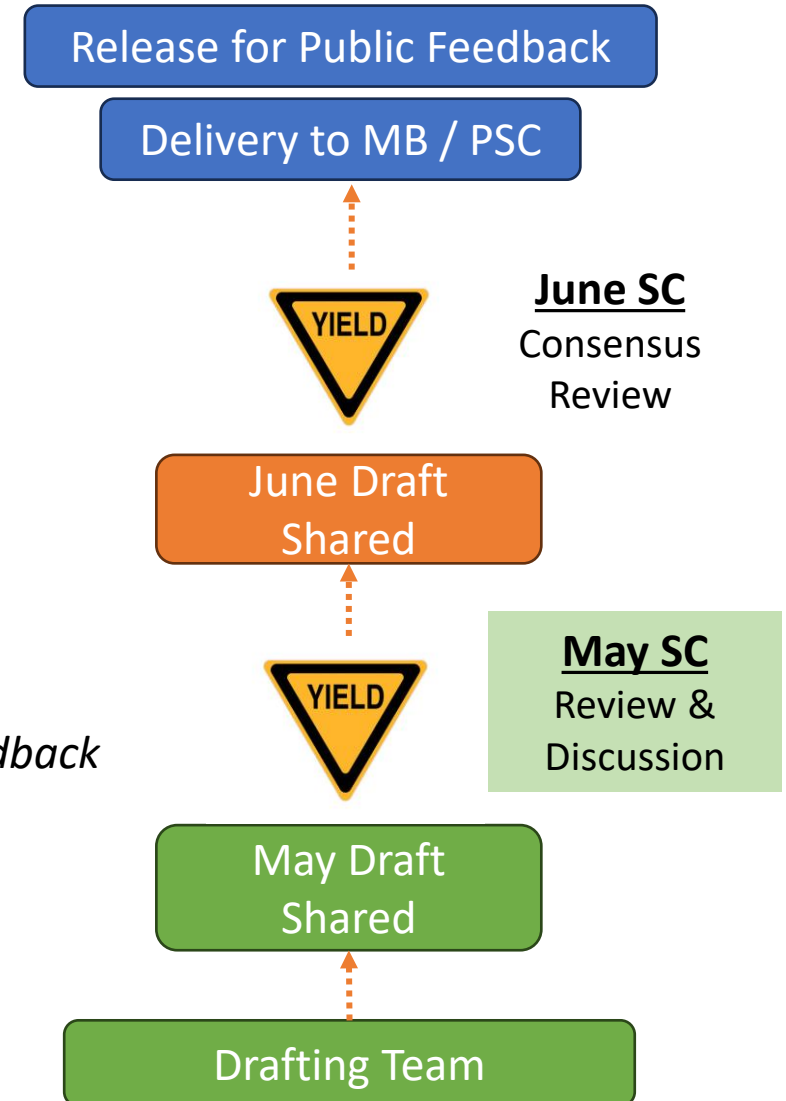 Release for Public Feedback
Delivery to MB / PSC
YIELD
June SC
Consensus
Review
June Draft
Shared
YIELD
May SC
Review &
Discussion
dback
May Draft
Shared
Drafting Team